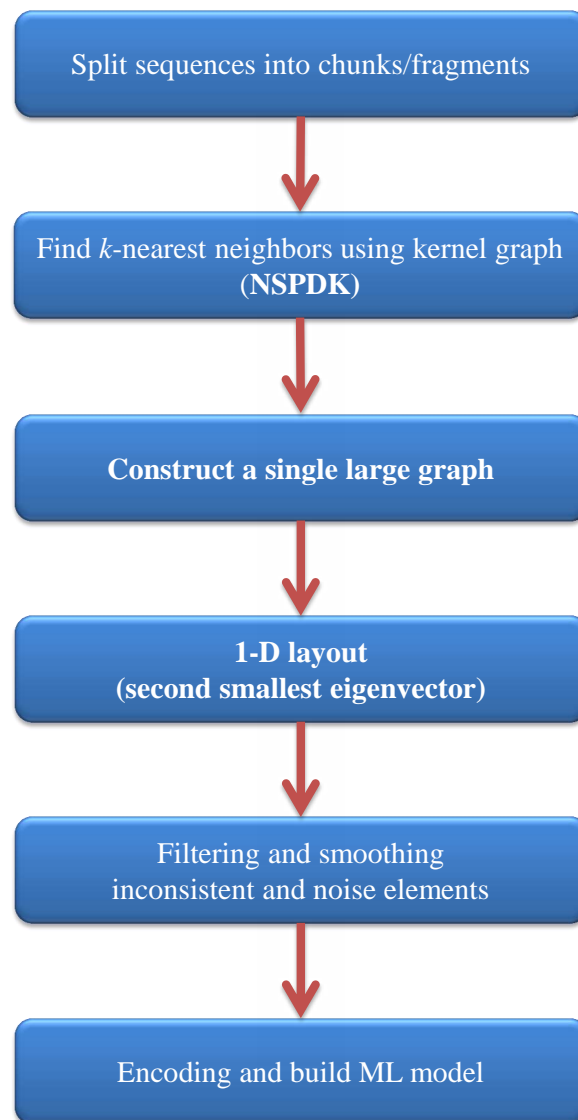 Split sequences into chunks/fragments
Find k-nearest neighbors using kernel graph
(NSPDK)
Construct a single large graph
1-D layout
(second smallest eigenvector)
Filtering and smoothing
inconsistent and noise elements
Encoding and build ML model